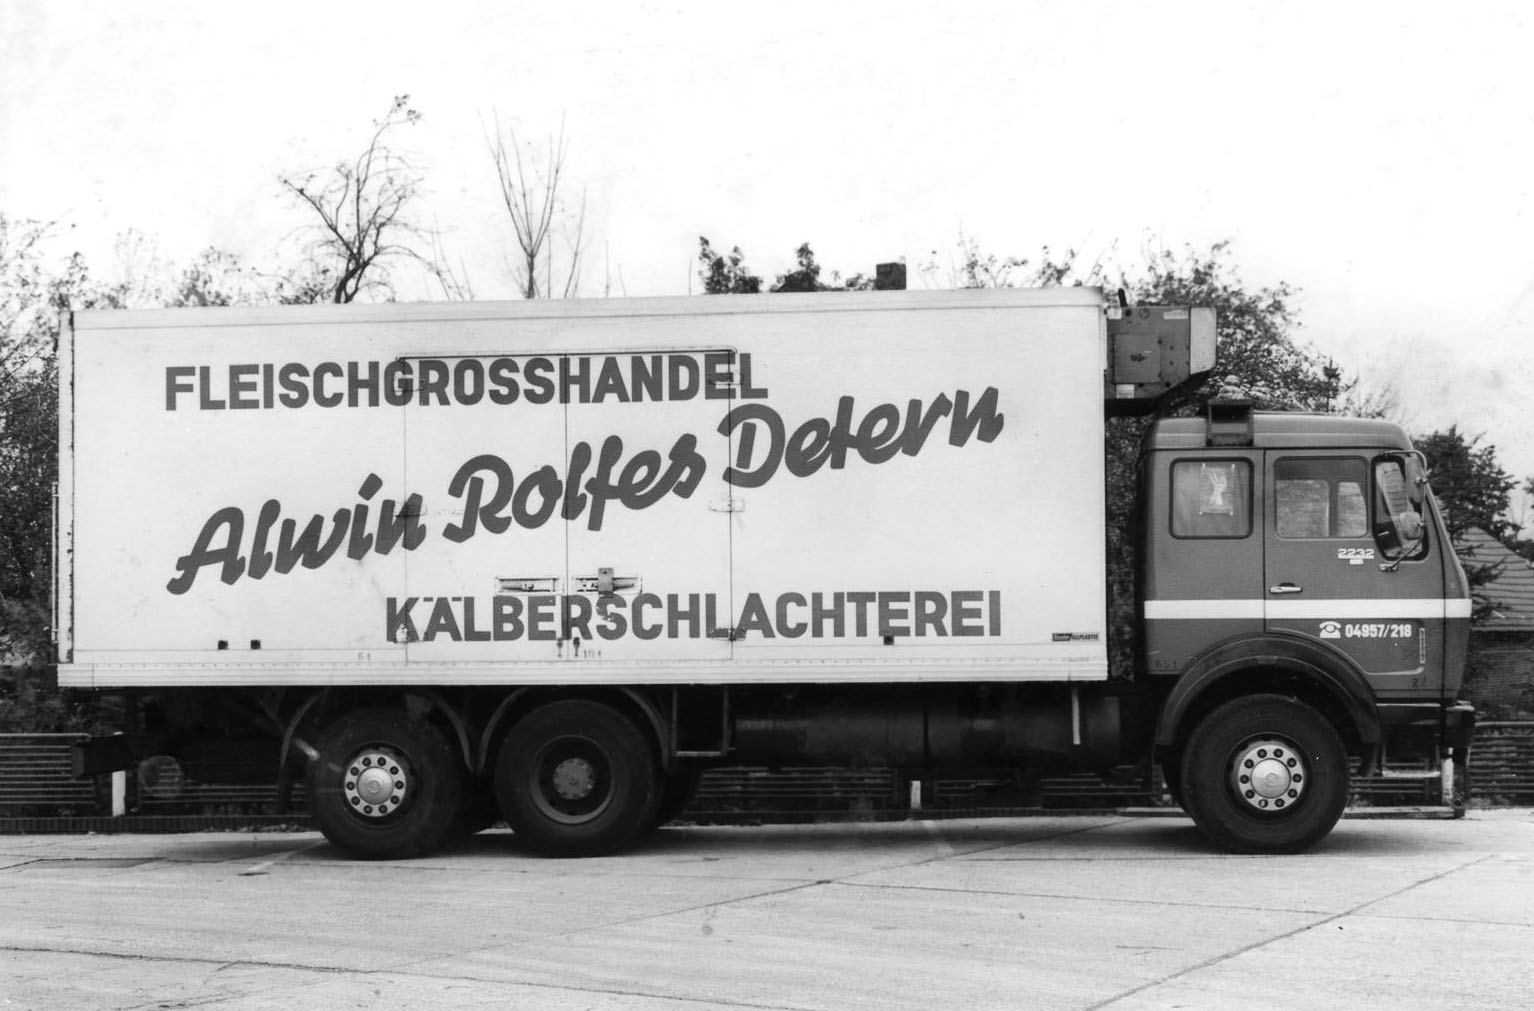 FLEISCHGROSSHANDEL
Alwin Rolfes Detern
KÄLBERSCHLACHTEREI
2232
04957/218